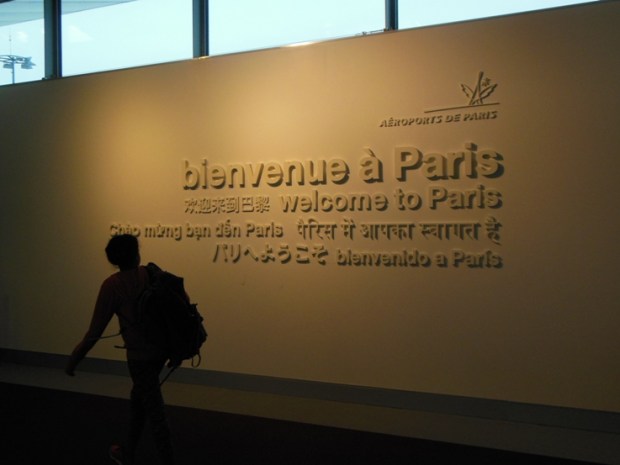 AÉROPORTS DE PARIS
bienvenue à Paris
欢迎来到巴黎 welcome to Paris
Chào mừng bạn đến Paris पैरिस में आपका स्वागत है
パリへようこそ bienvenido a París